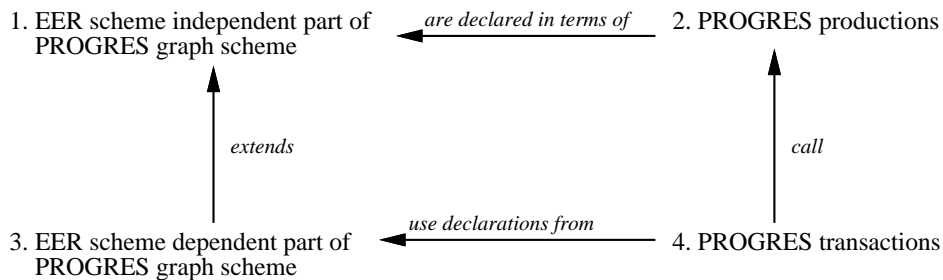 1. EER scheme independent part of
PROGRES graph scheme
are declared in terms of
2. PROGRES productions
extends
call
3. EER scheme dependent part of
PROGRES graph scheme
use declarations from
4. PROGRES transactions